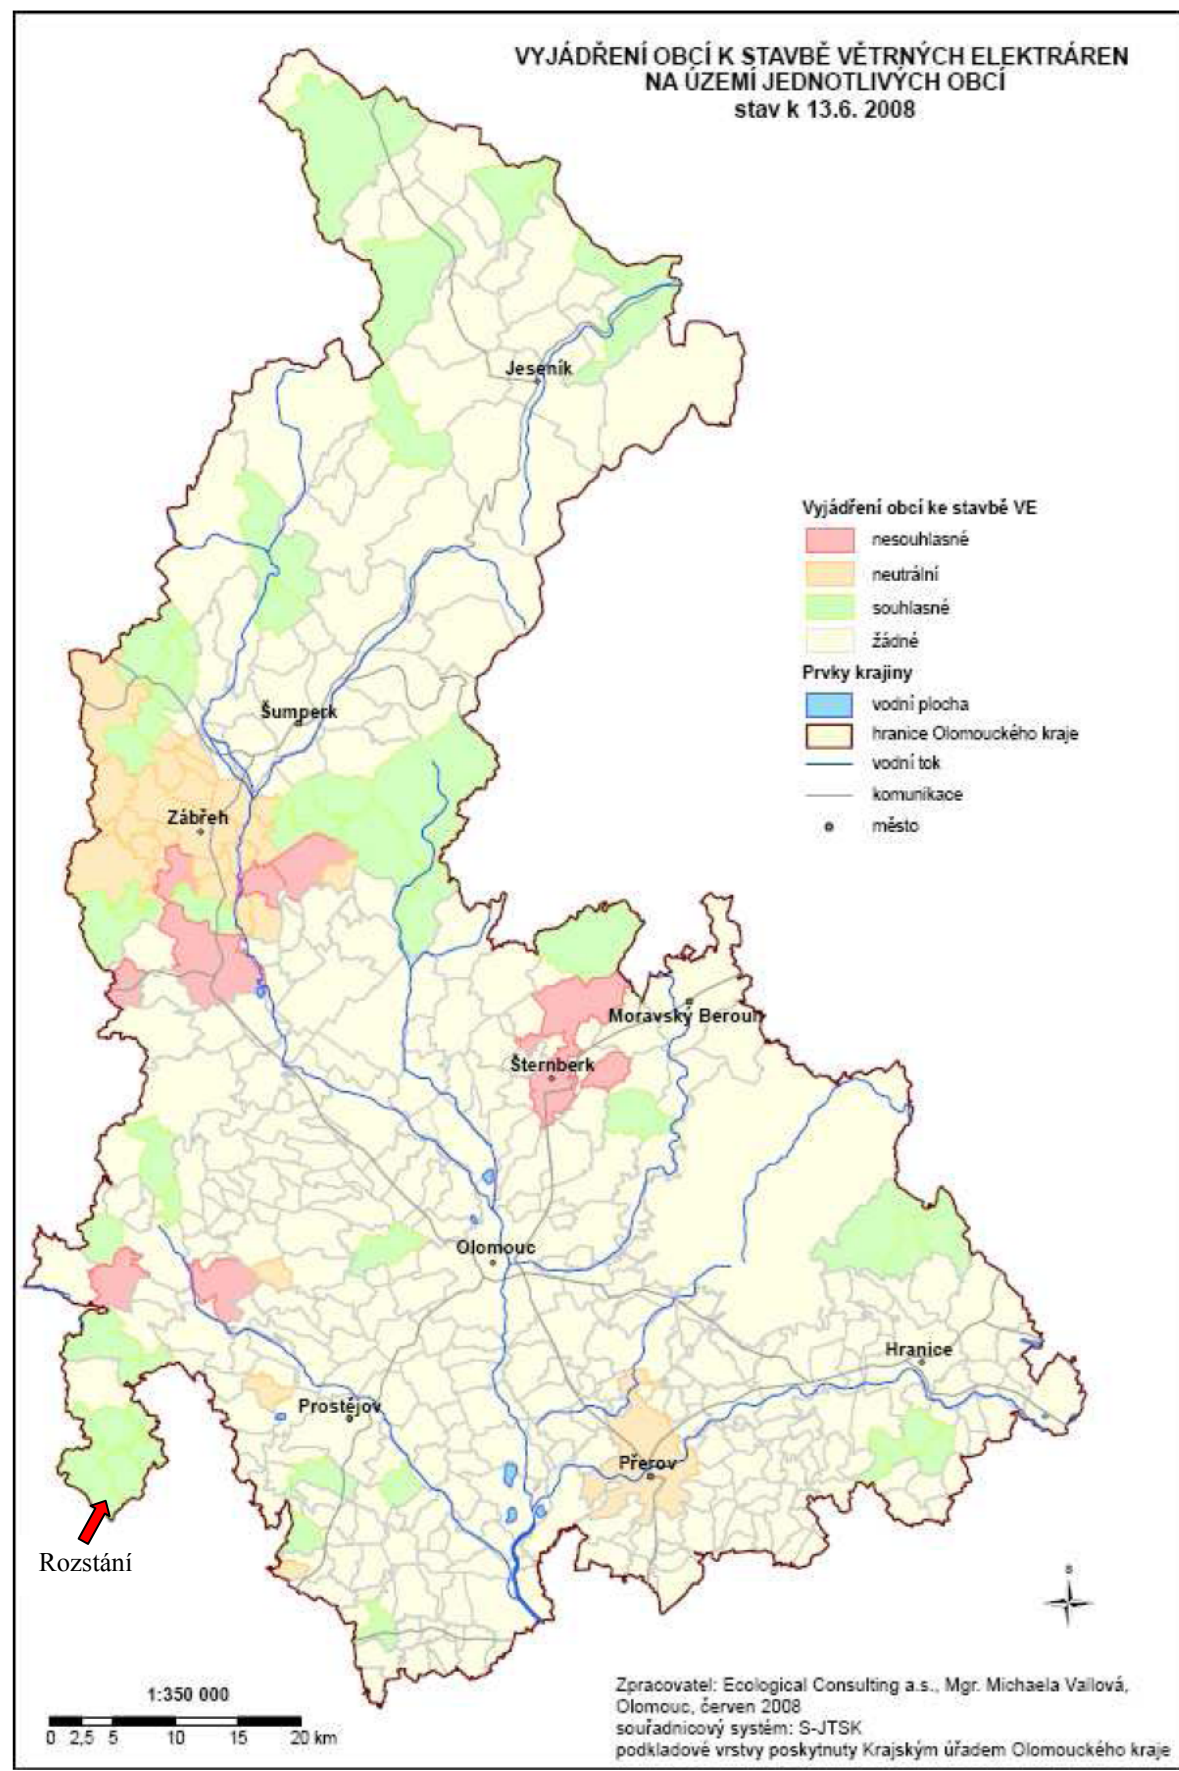 VYJÁDŘENÍ OBCÍ K STAVBĚ VĚTRNÝCH ELEKTRÁREN
NA ÚZEMÍ JEDNOTLIVÝCH OBCÍ
stav k 13.6. 2008
Jeseník
Vyjádření obcí ke stavbě VE
nesouhlasné
neutrální
souhlasné
žádné
Prvky krajiny
vodní plocha
hranice Olomouckého kraje
vodní tok
komunikace
město
Šumperk
Zábřeh
Moravský Beroun
Šternberk
Olomouc
Hranice
Prostějov
Přerov
Rozstání
s
1:350 000
0 2,5 5 10 15 20 km
Zpracovatel: Ecological Consulting a.s., Mgr. Michaela Vallová,
Olomouc, červen 2008
souřadnicový systém: S-JTSK
podkladové vrstvy poskytnuty Krajským úřadem Olomouckého kraje